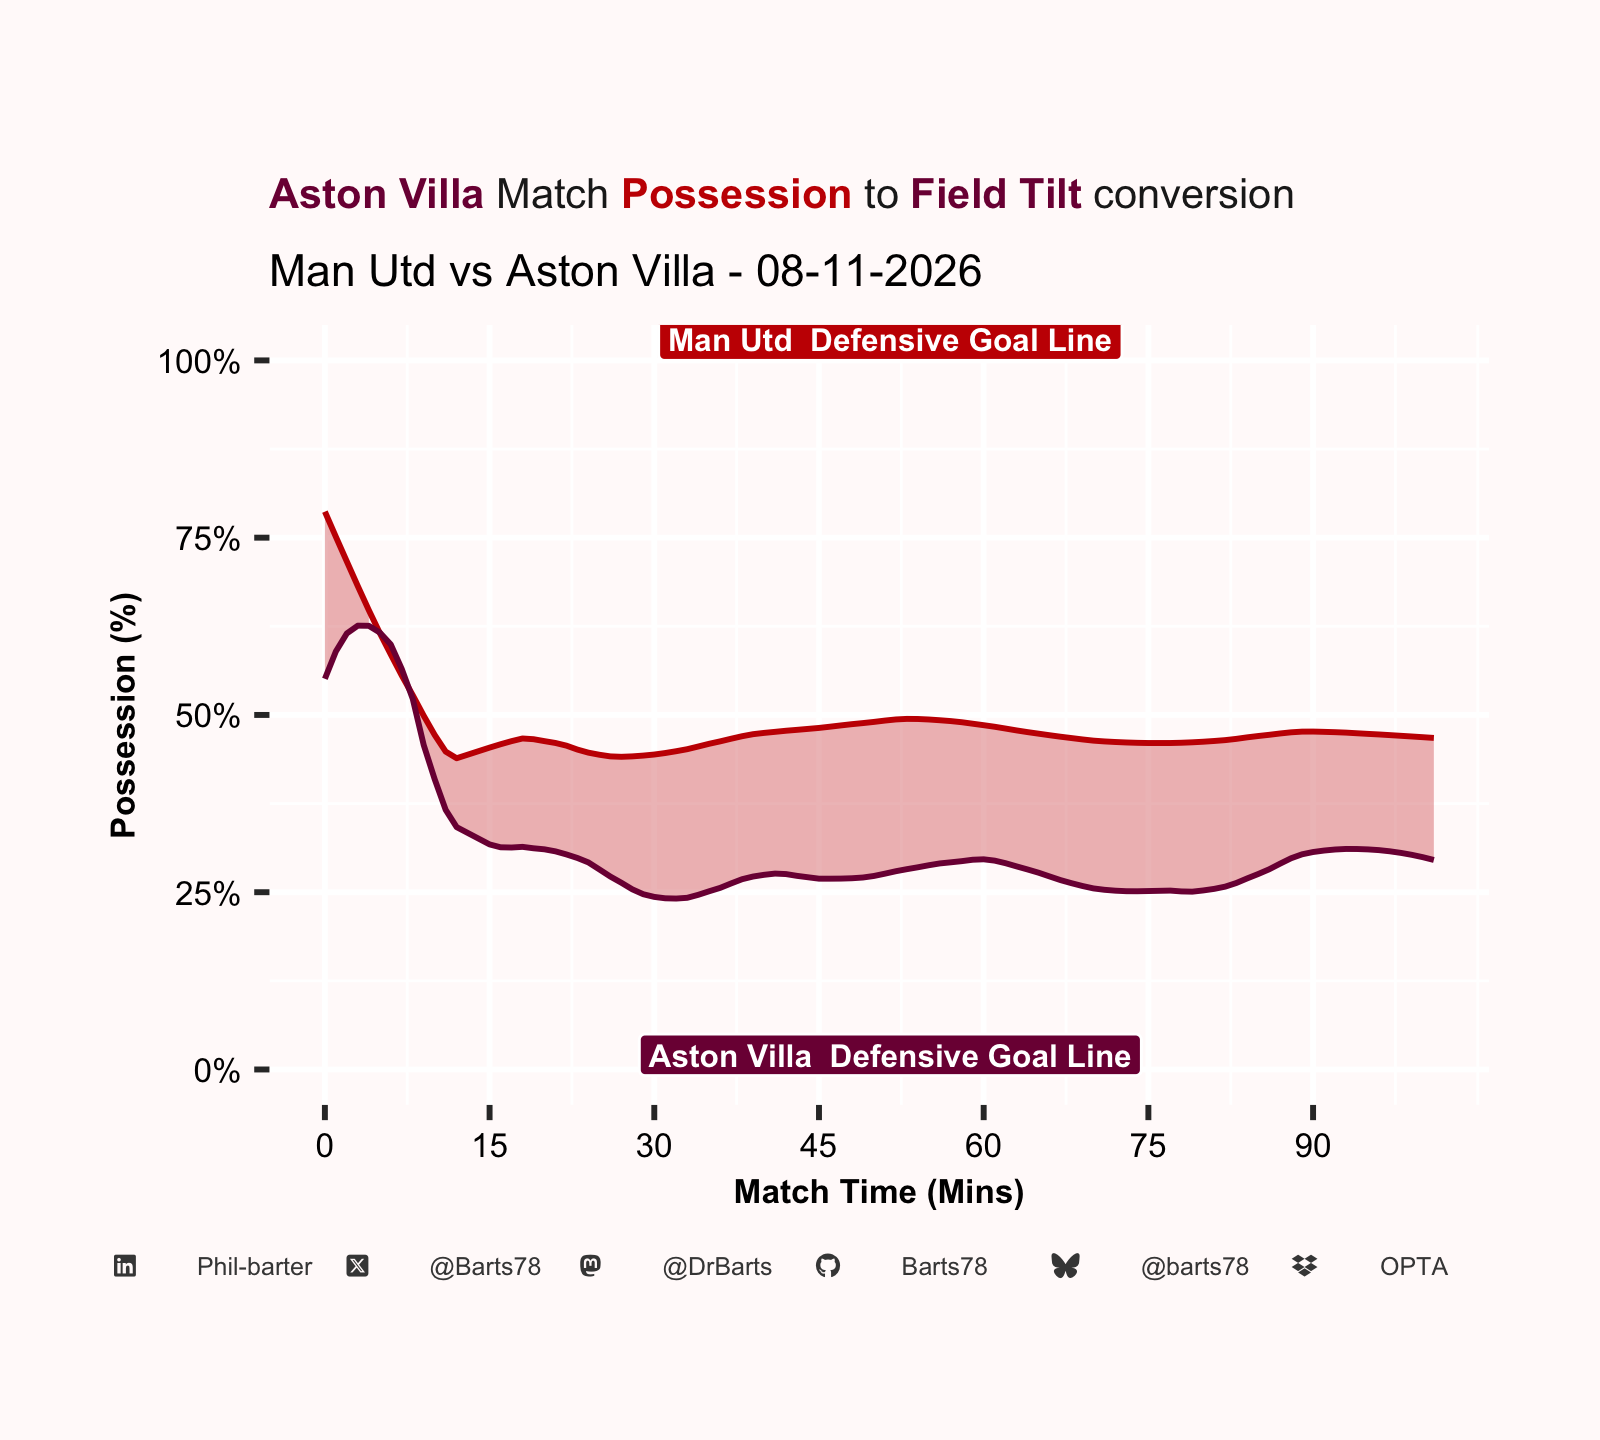 Aston Villa Match Possession to Field Tilt conversion
Man Utd vs Aston Villa - 08-11-2026
Man Utd  Defensive Goal Line
100%
75%
50%
25%
0%
Possession (%)
Aston Villa  Defensive Goal Line
0 15 30 45 60 75 90
Match Time (Mins)
Phil-barter @Barts78 @DrBarts Barts78 @barts78 OPTA